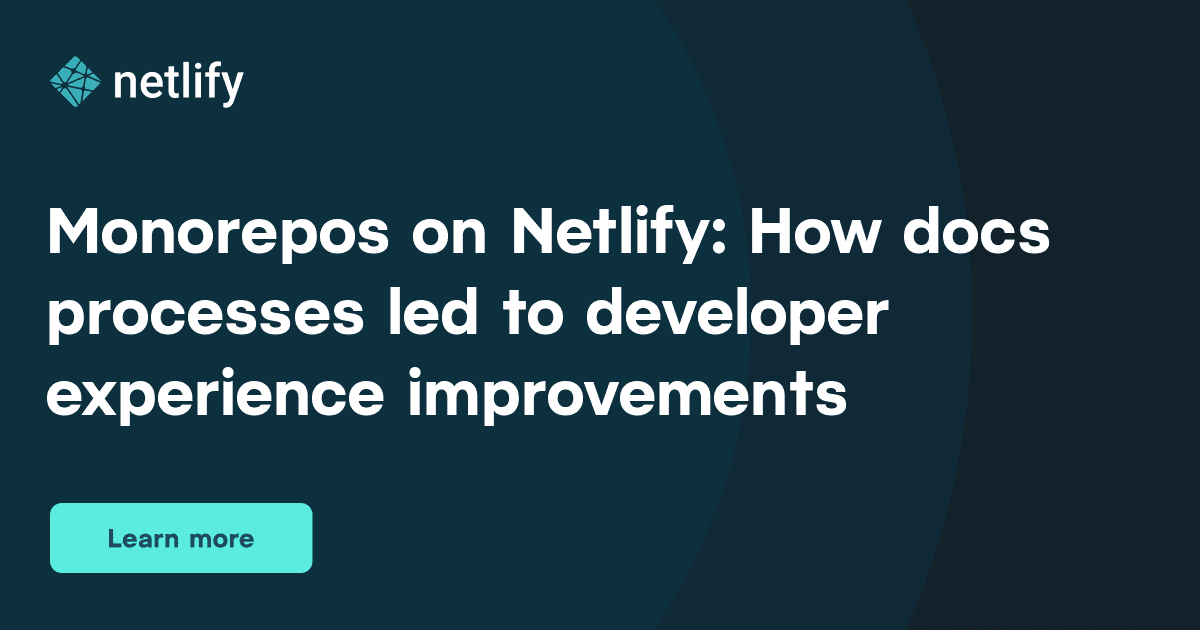 netlify
Monorepos on Netlify: How docs
processes led to developer
experience improvements
Learn more